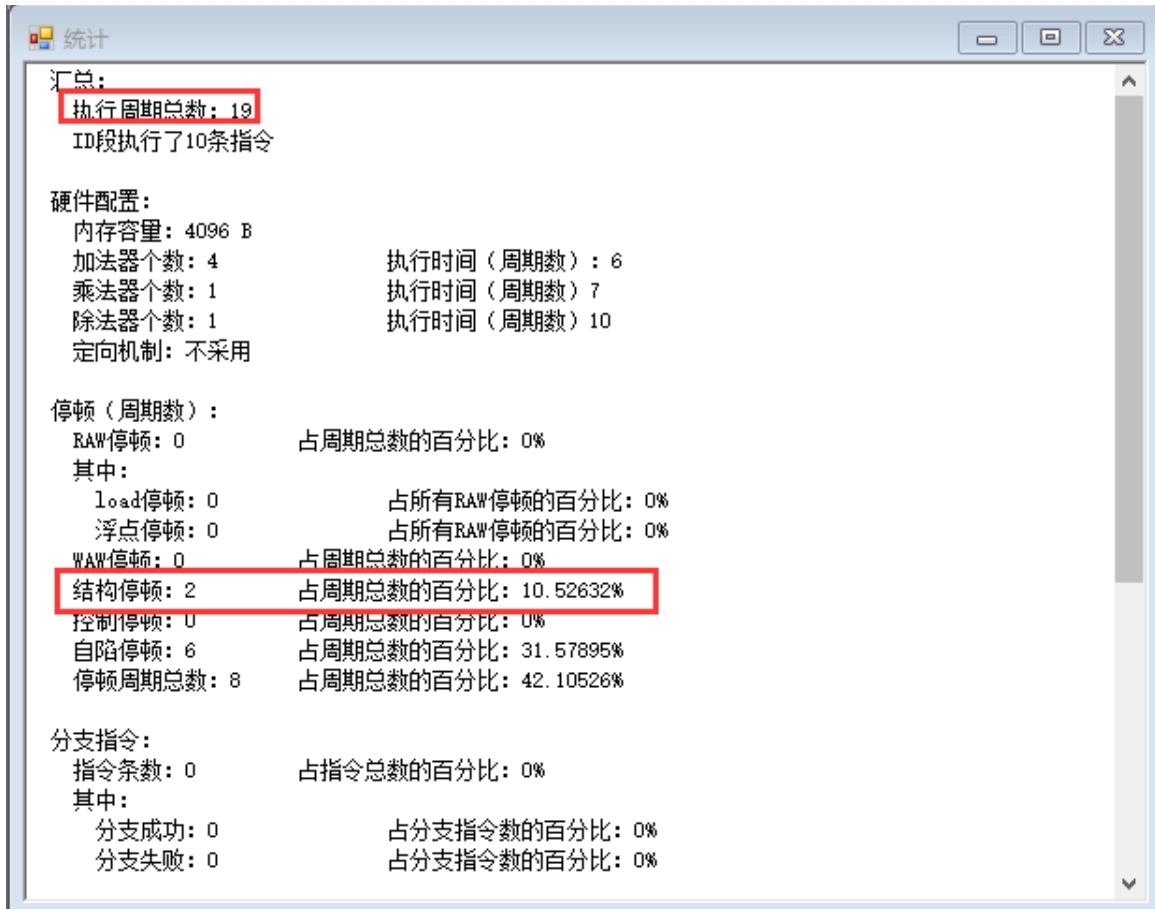 统计
汇总:
执行周期总数: 19
ID段执行了10条指令
硬件配置:
内存容量: 4096 B
加法器个数: 4 执行时间（周期数）: 6
乘法器个数: 1 执行时间（周期数）7
除法器个数: 1 执行时间（周期数）10
定向机制: 不采用
停顿（周期数）:
RAW停顿: 0 占周期总数的百分比: 0%
其中:
load停顿: 0 占所有RAW停顿的百分比: 0%
浮点停顿: 0 占所有RAW停顿的百分比: 0%
WAW停顿: 0 占周期总数的百分比: 0%
结构停顿: 2 占周期总数的百分比: 10.52632%
控制停顿: 0 占周期总数的百分比: 0%
自陷停顿: 6 占周期总数的百分比: 31.57895%
停顿周期总数: 8 占周期总数的百分比: 42.10526%
分支指令:
指令条数: 0 占指令总数的百分比: 0%
其中:
分支成功: 0 占分支指令数的百分比: 0%
分支失败: 0 占分支指令数的百分比: 0%